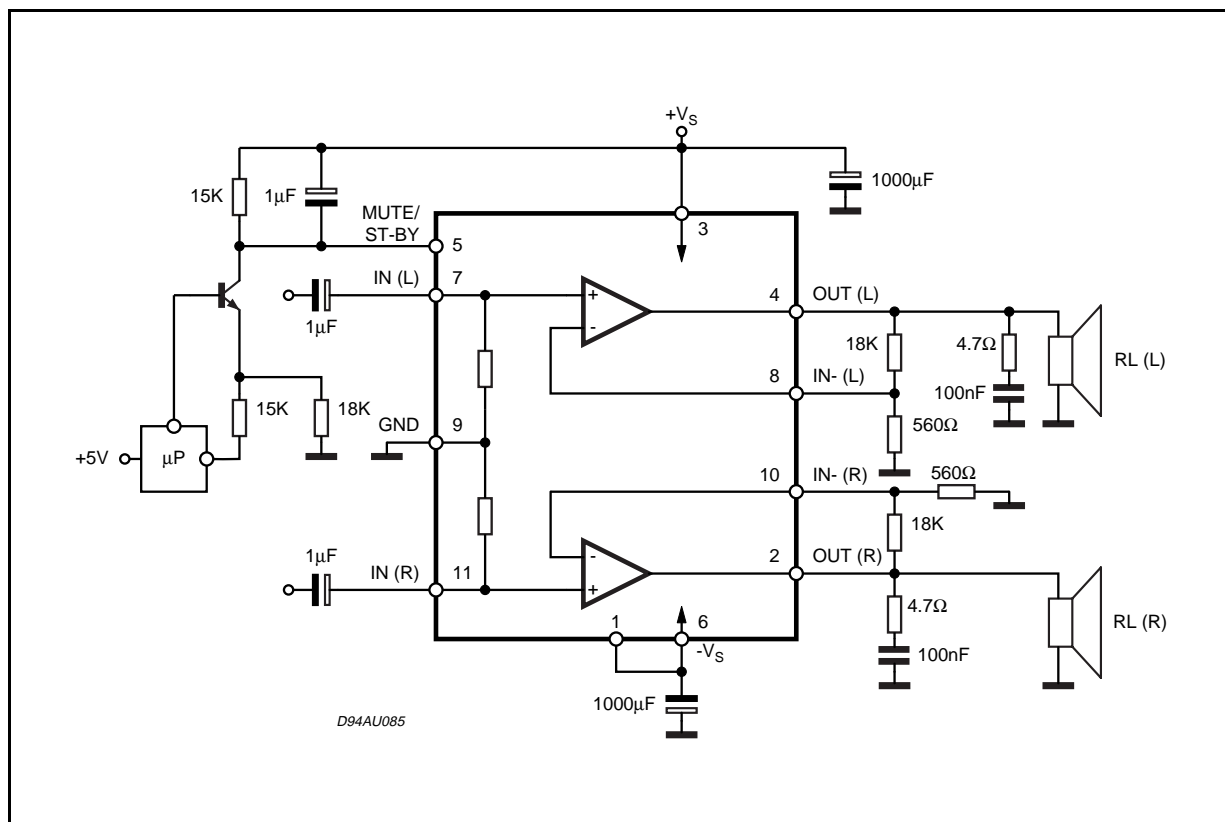 +VS
15K
1μF
1000μF
MUTE/
ST-BY
5
3
IN (L)
7
1μF
+
-
4
OUT (L)
18K
4.7Ω
RL (L)
8
IN- (L)
100nF
15K
18K
GND
9
560Ω
+5V
μP
10
IN- (R)
560Ω
18K
1μF
IN (R)
11
-
+
2
OUT (R)
4.7Ω
RL (R)
1
6
-VS
100nF
1000μF
D94AU085